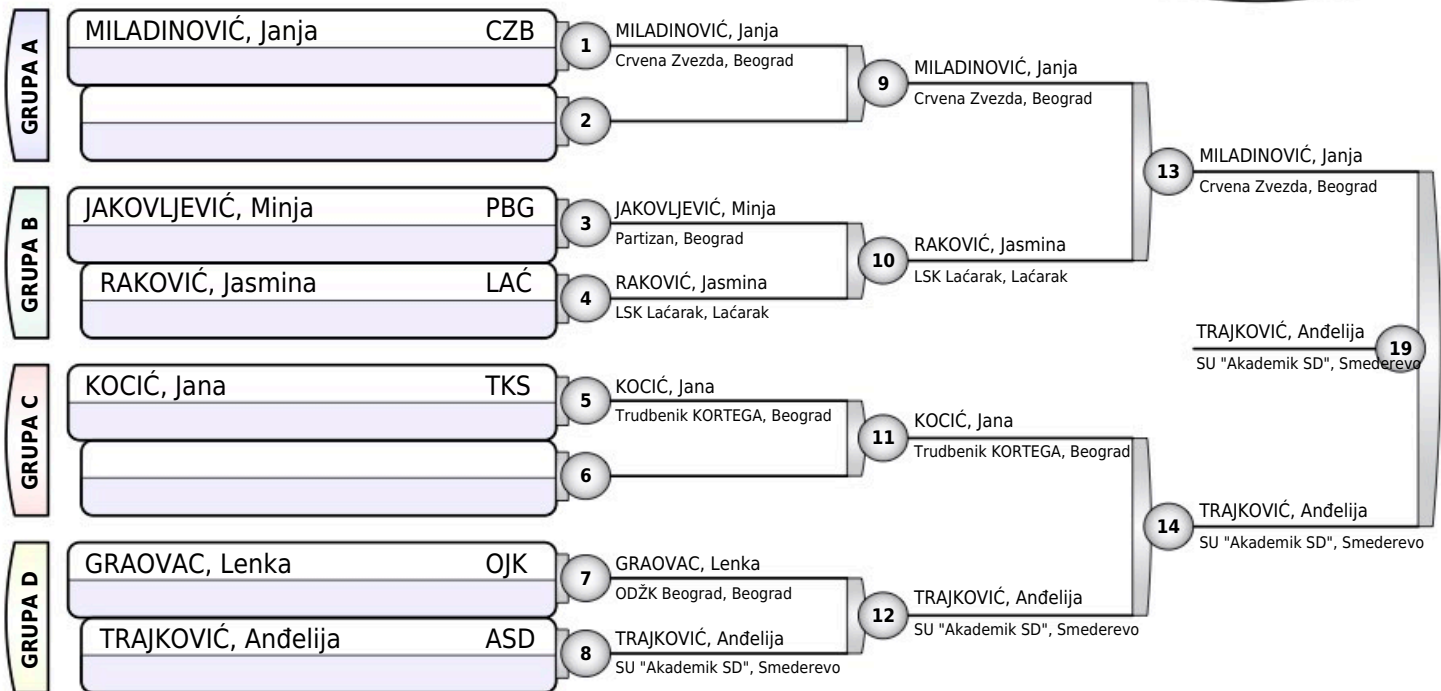 GRUPA A
MILADINOVIĆ, Janja CZB
1
MILADINOVIĆ, Janja
Crvena Zvezda, Beograd
2
9
MILADINOVIĆ, Janja
Crvena Zvezda, Beograd
13
MILADINOVIĆ, Janja
Crvena Zvezda, Beograd
GRUPA B
JAKOVLJEVIĆ, Minja PBG
3
JAKOVLJEVIĆ, Minja
Partizan, Beograd
RAKOVIĆ, Jasmina LAĆ
4
RAKOVIĆ, Jasmina
LSK Laćarak, Laćarak
10
RAKOVIĆ, Jasmina
LSK Laćarak, Laćarak
TRAJKOVIĆ, Anđelija
SU "Akademik SD", Smederevo
19
GRUPA C
KOCIĆ, Jana TKS
5
KOCIĆ, Jana
Trudbenik KORTEGA, Beograd
6
11
KOCIĆ, Jana
Trudbenik KORTEGA, Beograd
14
TRAJKOVIĆ, Anđelija
SU "Akademik SD", Smederevo
GRUPA D
GRAOVAC, Lenka OJK
7
GRAOVAC, Lenka
ODŽK Beograd, Beograd
TRAJKOVIĆ, Anđelija ASD
8
TRAJKOVIĆ, Anđelija
SU "Akademik SD", Smederevo
12
TRAJKOVIĆ, Anđelija
SU "Akademik SD", Smederevo